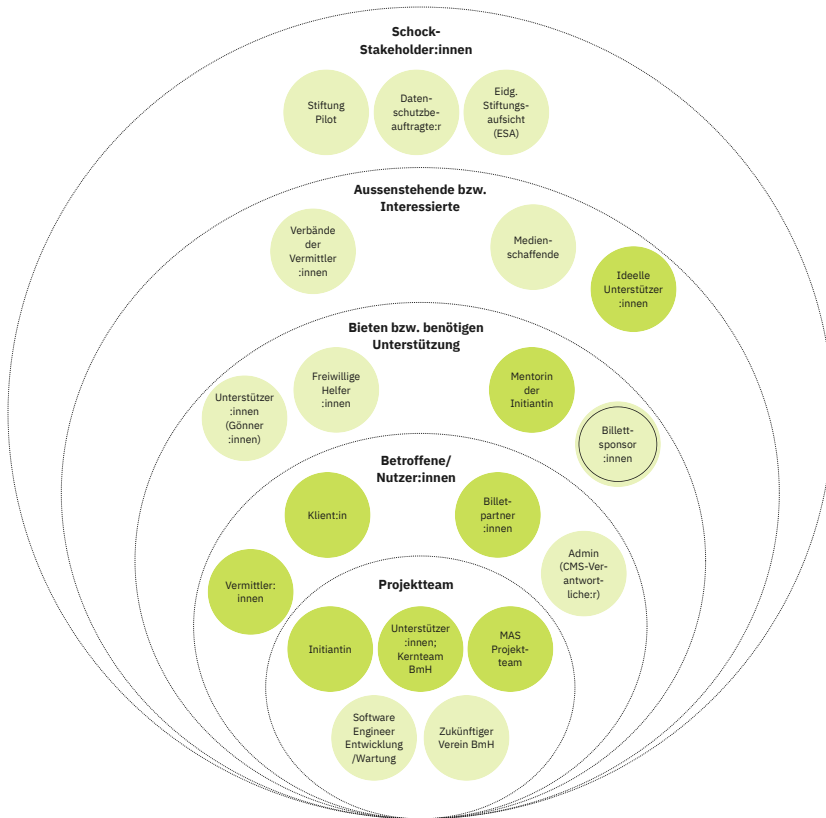 Schock-
Stakeholder:innen
Stiftung
Pilot
Daten-
schutzbe-
auftragte:r
Eidg.
Stiftungs-
aufsicht
(ESA)
Aussenstehende bzw.
Interessierte
Verbände
der
Vermittler
:innen
Medien-
schaffende
Ideelle
Unterstützer
:innen
Bieten bzw. benötigen
Unterstützung
Unterstützer
:innen
(Gönner
:innen)
Freiwillige
Helfer
:innen
Mentorin
der
Initiantin
Billett-
sponsor
:innen
Betroffene/
Nutzer:innen
Klient:in
Billet-
partner
:innen
Vermittler:
innen
Admin
(CMS-Ver-
antwort-
liche:r)
Projektteam
Initiantin
Unterstützer
:innen;
Kernteam
BmH
MAS
Projekt-
team
Software
Engineer
Entwicklung
/Wartung
Zukünftiger
Verein BmH